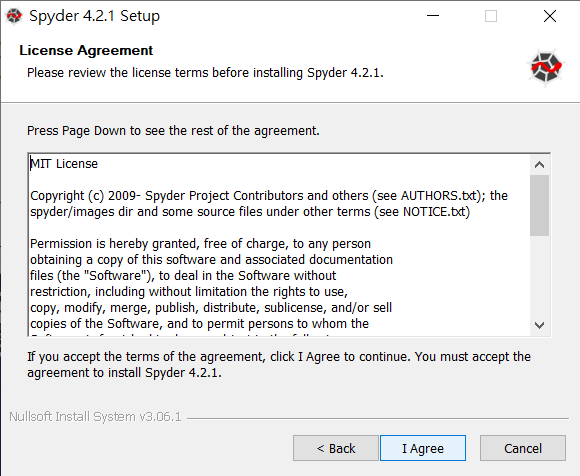 Spyder 4.2.1 Setup
License Agreement
Please review the license terms before installing Spyder 4.2.1.
Press Page Down to see the rest of the agreement.
MIT License
Copyright (c) 2009- Spyder Project Contributors and others (see AUTHORS.txt); the
spyder/images dir and some source files under other terms (see NOTICE.txt)
Permission is hereby granted, free of charge, to any person
obtaining a copy of this software and associated documentation
files (the "Software"), to deal in the Software without
restriction, including without limitation the rights to use,
copy, modify, merge, publish, distribute, sublicense, and/or sell
copies of the Software, and to permit persons to whom the
If you accept the terms of the agreement, click I Agree to continue. You must accept the
agreement to install Spyder 4.2.1.
Nullsoft Install System v3.06.1
< Back
I Agree
Cancel